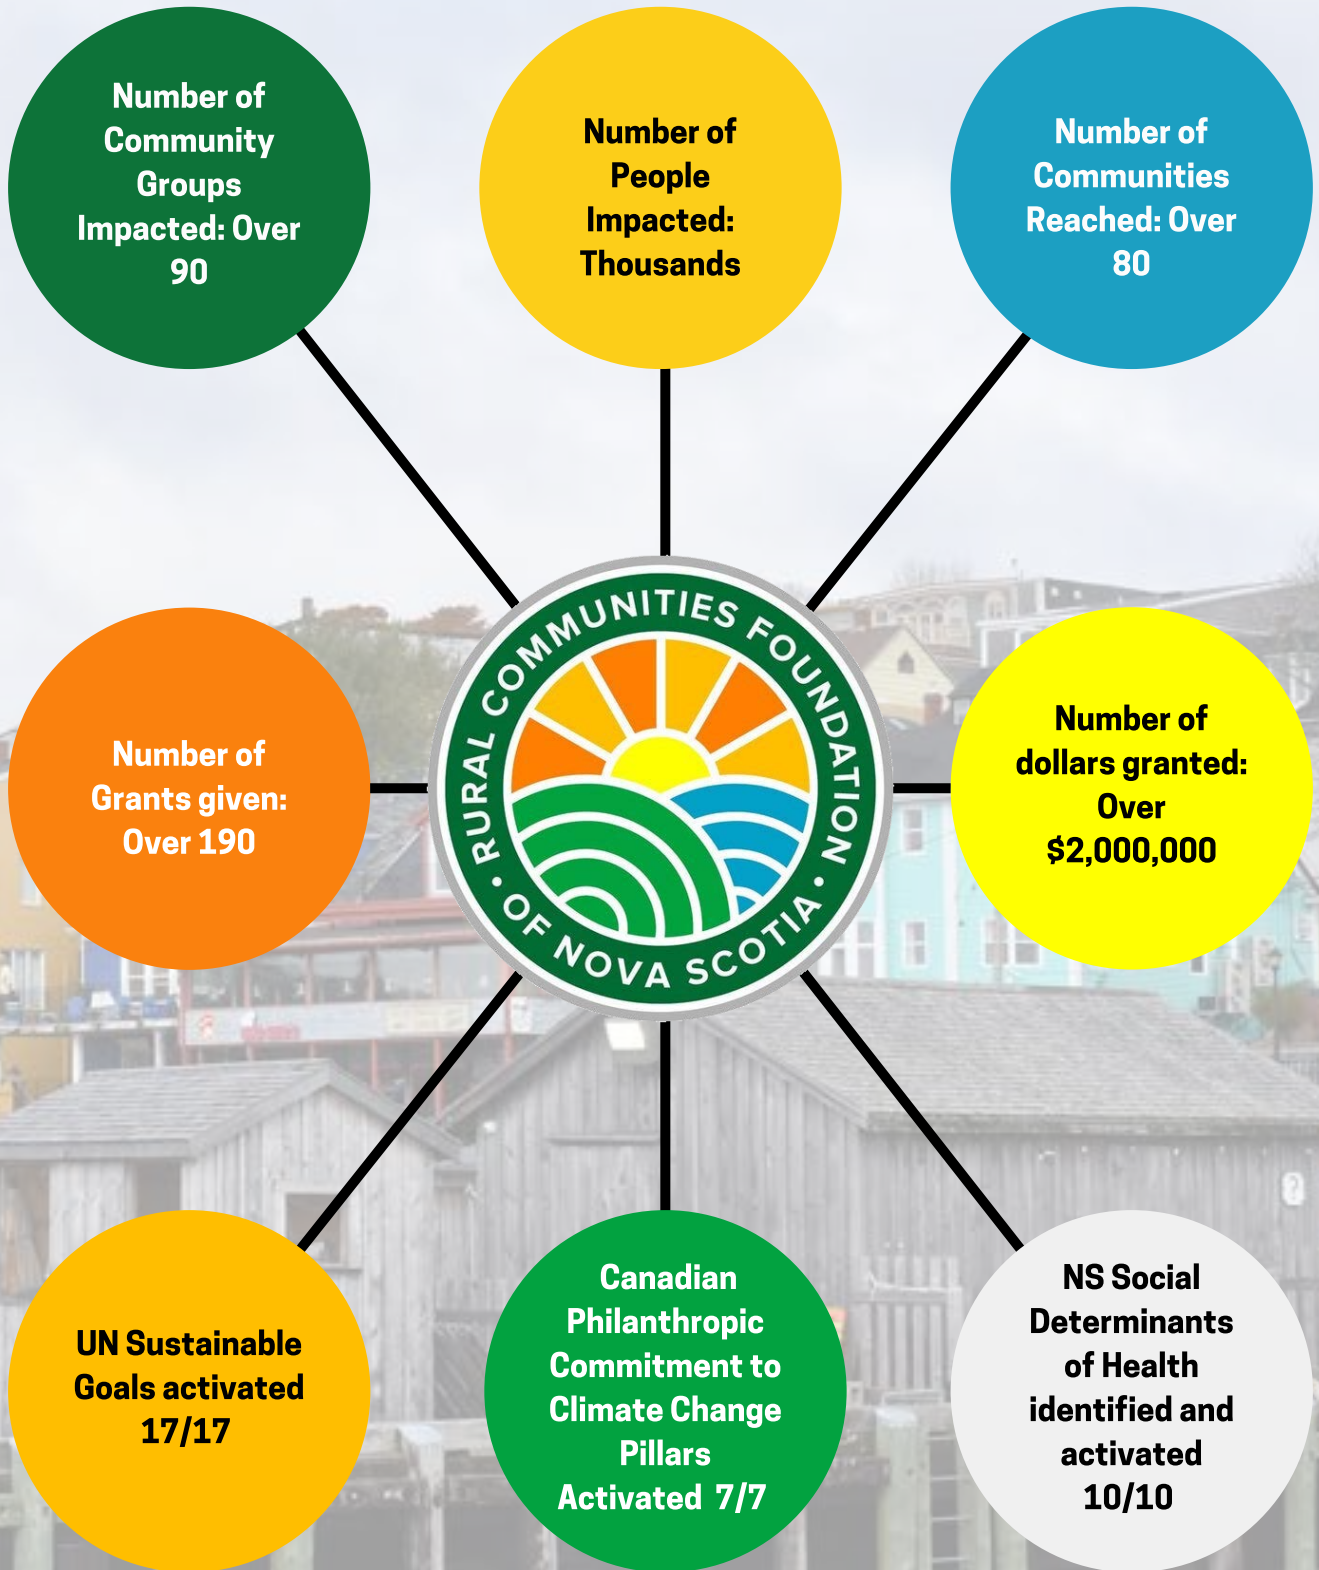 Number of
Community
Groups
Impacted: Over
90
Number of
People
Impacted:
Thousands
Number of
Communities
Reached: Over
80
Number of
Grants given:
Over 190
RURAL COMMUNITIES FOUNDATION
• OF NOVA SCOTIA •
Number of
dollars granted:
Over
$2,000,000
UN Sustainable
Goals activated
17/17
Canadian
Philanthropic
Commitment to
Climate Change
Pillars
Activated 7/7
NS Social
Determinants
of Health
identified and
activated
10/10
?